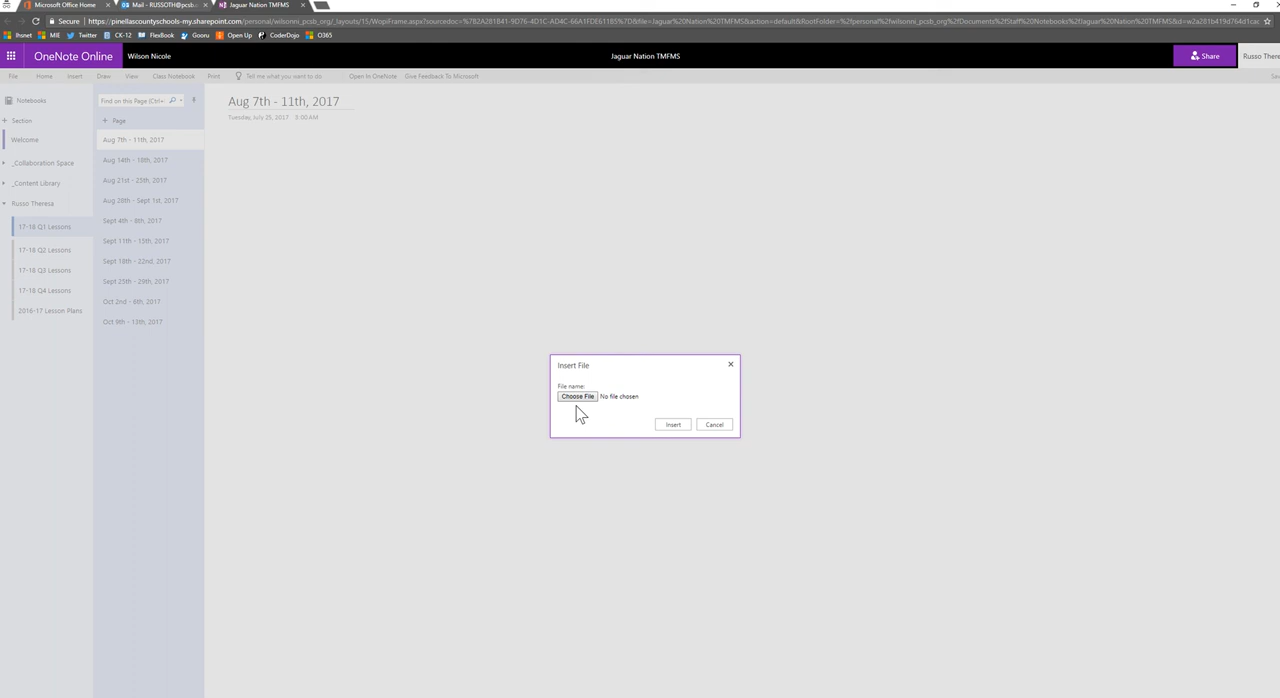 Microsoft Office Home
Mail - RUSSOTH@pcsb
Jaguar Nation TMFMS
Secure https://pinellascountyschools-my.sharepoint.com/personal/wilsonni_pcsb_org/_layouts/15/WopiFrame.aspx?sourcedoc=%7B2A281B41-9D76-4D1C-AD4C-66A1FDE61185%7D&file=Jaguar%20Nation%20TMFMS&action=default&RootFolder=%2fpersonal%2fwilsonni_pcsb_org%2fDocuments%2fStaff%20Notebooks%2fJaguar%20Nation%20TMFMS&d=w2a281b419d764d1cad
lhsnet MIE Twitter CK-12 FlexBook Gooru Open Up CoderDojo O365
OneNote Online Wilson Nicole Jaguar Nation TMFMS Share Russo There
File Home Insert Draw View Class Notebook Print Tell me what you want to do Open In OneNote Give Feedback To Microsoft
Notebooks
Find on this Page (Ctrl+
+ Section
+ Page
Welcome
_Collaboration Space
_Content Library
Russo Theresa
17-18 Q1 Lessons
17-18 Q2 Lessons
17-18 Q3 Lessons
17-18 Q4 Lessons
2016-17 Lesson Plans
Aug 7th - 11th, 2017
Aug 14th - 18th, 2017
Aug 21st - 25th, 2017
Aug 28th - Sept 1st, 2017
Sept 4th - 8th, 2017
Sept 11th - 15th, 2017
Sept 18th - 22nd, 2017
Sept 25th - 29th, 2017
Oct 2nd - 6th, 2017
Oct 9th - 13th, 2017
Aug 7th - 11th, 2017
Tuesday, July 25, 2017 3:00 AM
Insert File
File name:
Choose File No file chosen
Insert Cancel